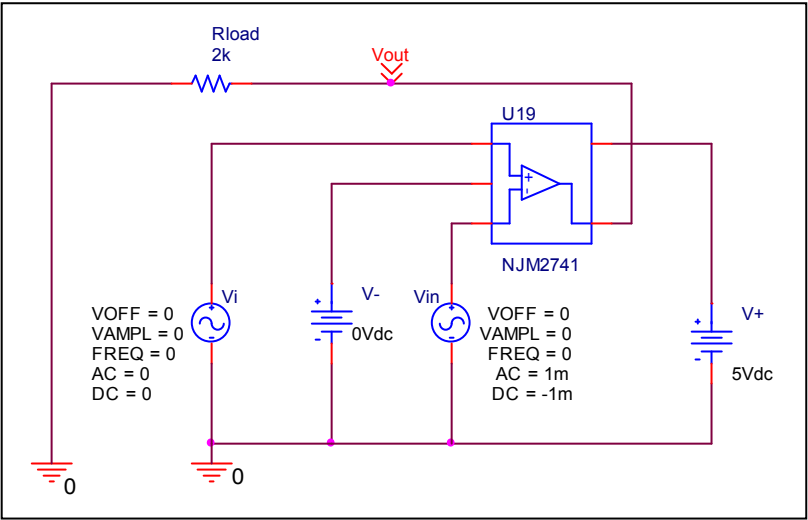 Rload
2k
Vout
U19
+
-
NJM2741
Vi
+
-
VOFF = 0
VAMPL = 0
FREQ = 0
AC = 0
DC = 0
V-
+
-
0Vdc
Vin
+
-
VOFF = 0
VAMPL = 0
FREQ = 0
AC = 1m
DC = -1m
V+
+
-
5Vdc
0
0